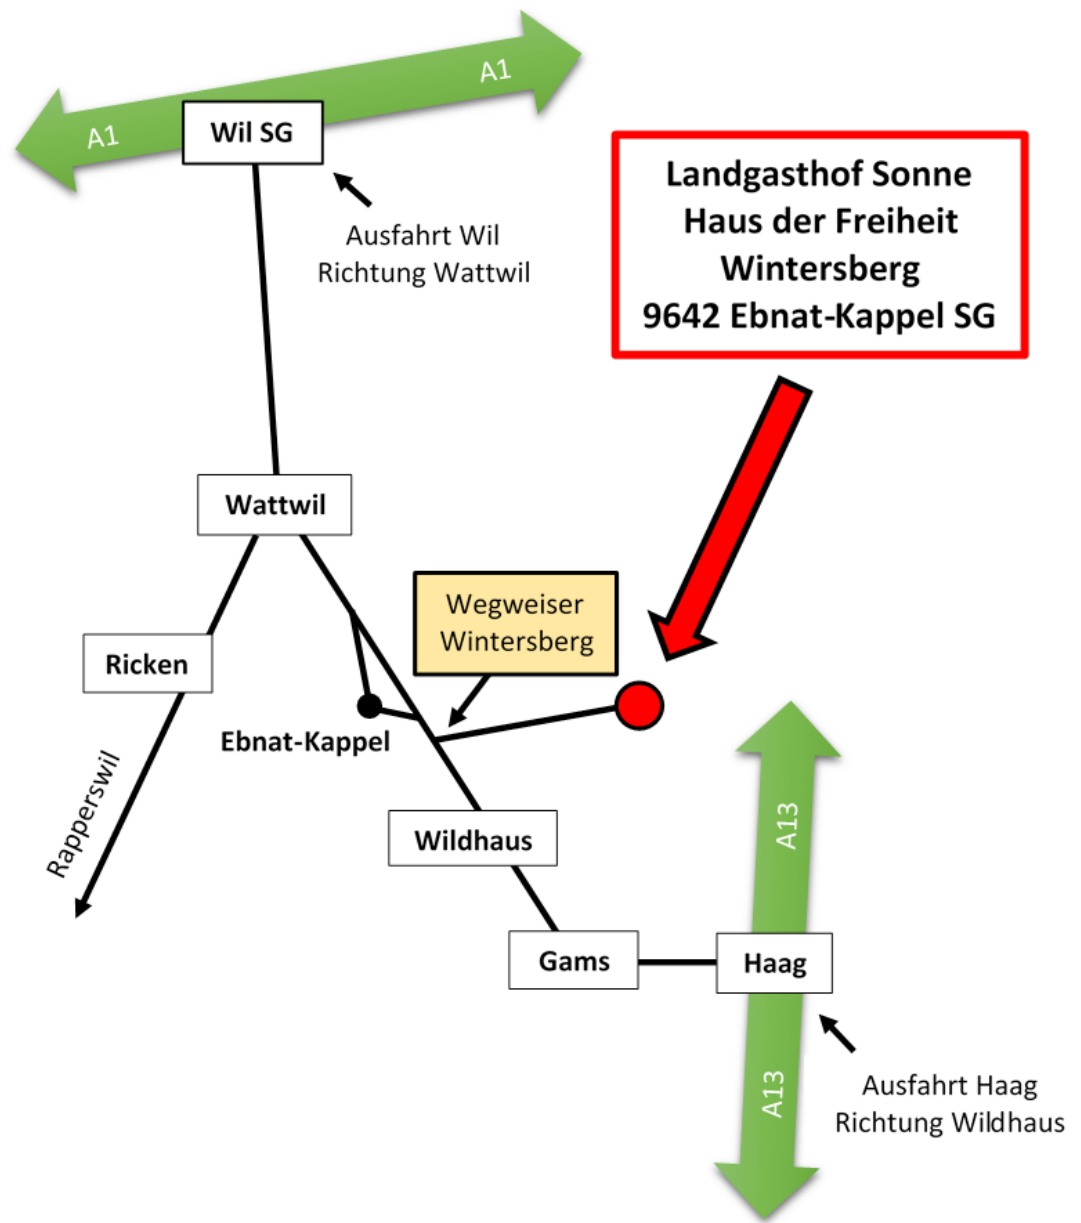 A1
A1
Wil SG
Ausfahrt Wil
Richtung Wattwil
Landgasthof Sonne
Haus der Freiheit
Wintersberg
9642 Ebnat-Kappel SG
Wattwil
Wegweiser
Wintersberg
Ricken
Ebnat-Kappel
Rapperswil
Wildhaus
A13
Gams
Haag
A13
Ausfahrt Haag
Richtung Wildhaus